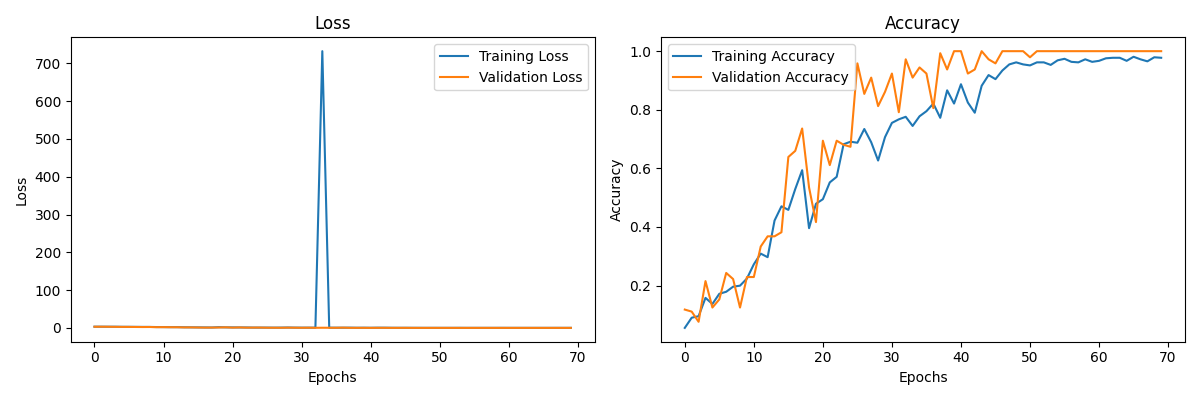 Loss
Training Loss
Validation Loss
Loss
700
600
500
400
300
200
100
0
0 10 20 30 40 50 60 70
Epochs
Accuracy
Training Accuracy
Validation Accuracy
Accuracy
1.0
0.8
0.6
0.4
0.2
0 10 20 30 40 50 60 70
Epochs